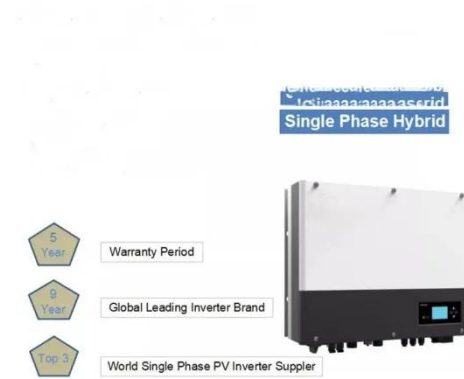 Single Phase Hybrid
5
Year
Warranty Period
9
Year
Global Leading Inverter Brand
Top 3
World Single Phase PV Inverter Suppler